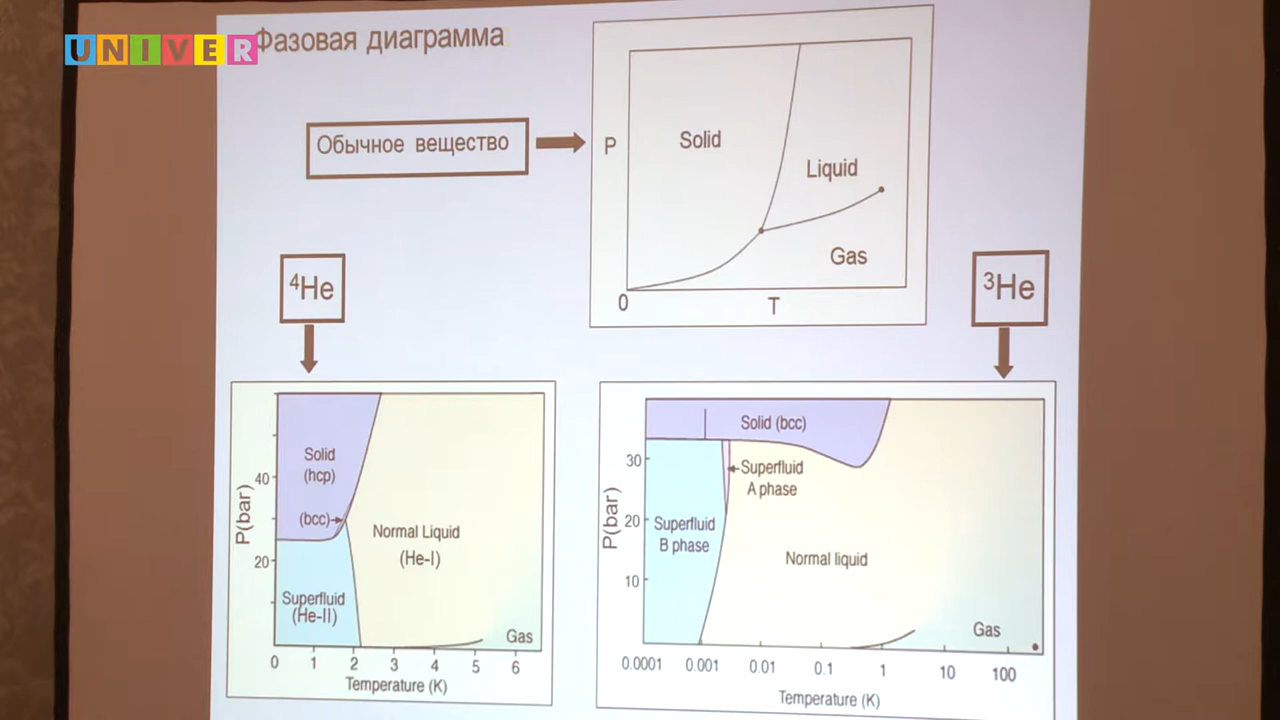 UNIVER
Фазовая диаграмма
Обычное вещество
P
Solid
Liquid
Gas
0
T
⁴He
³He
Solid
(hcp)
40
P(bar)
(bcc)
Normal Liquid
(He-I)
20
Superfluid
(He-II)
Gas
0 1 2 3 4 5 6
Temperature (K)
Solid (bcc)
30
Superfluid
A phase
P(bar)
20
Superfluid
B phase
Normal liquid
10
Gas
0.0001 0.001 0.01 0.1 1 10 100
Temperature (K)